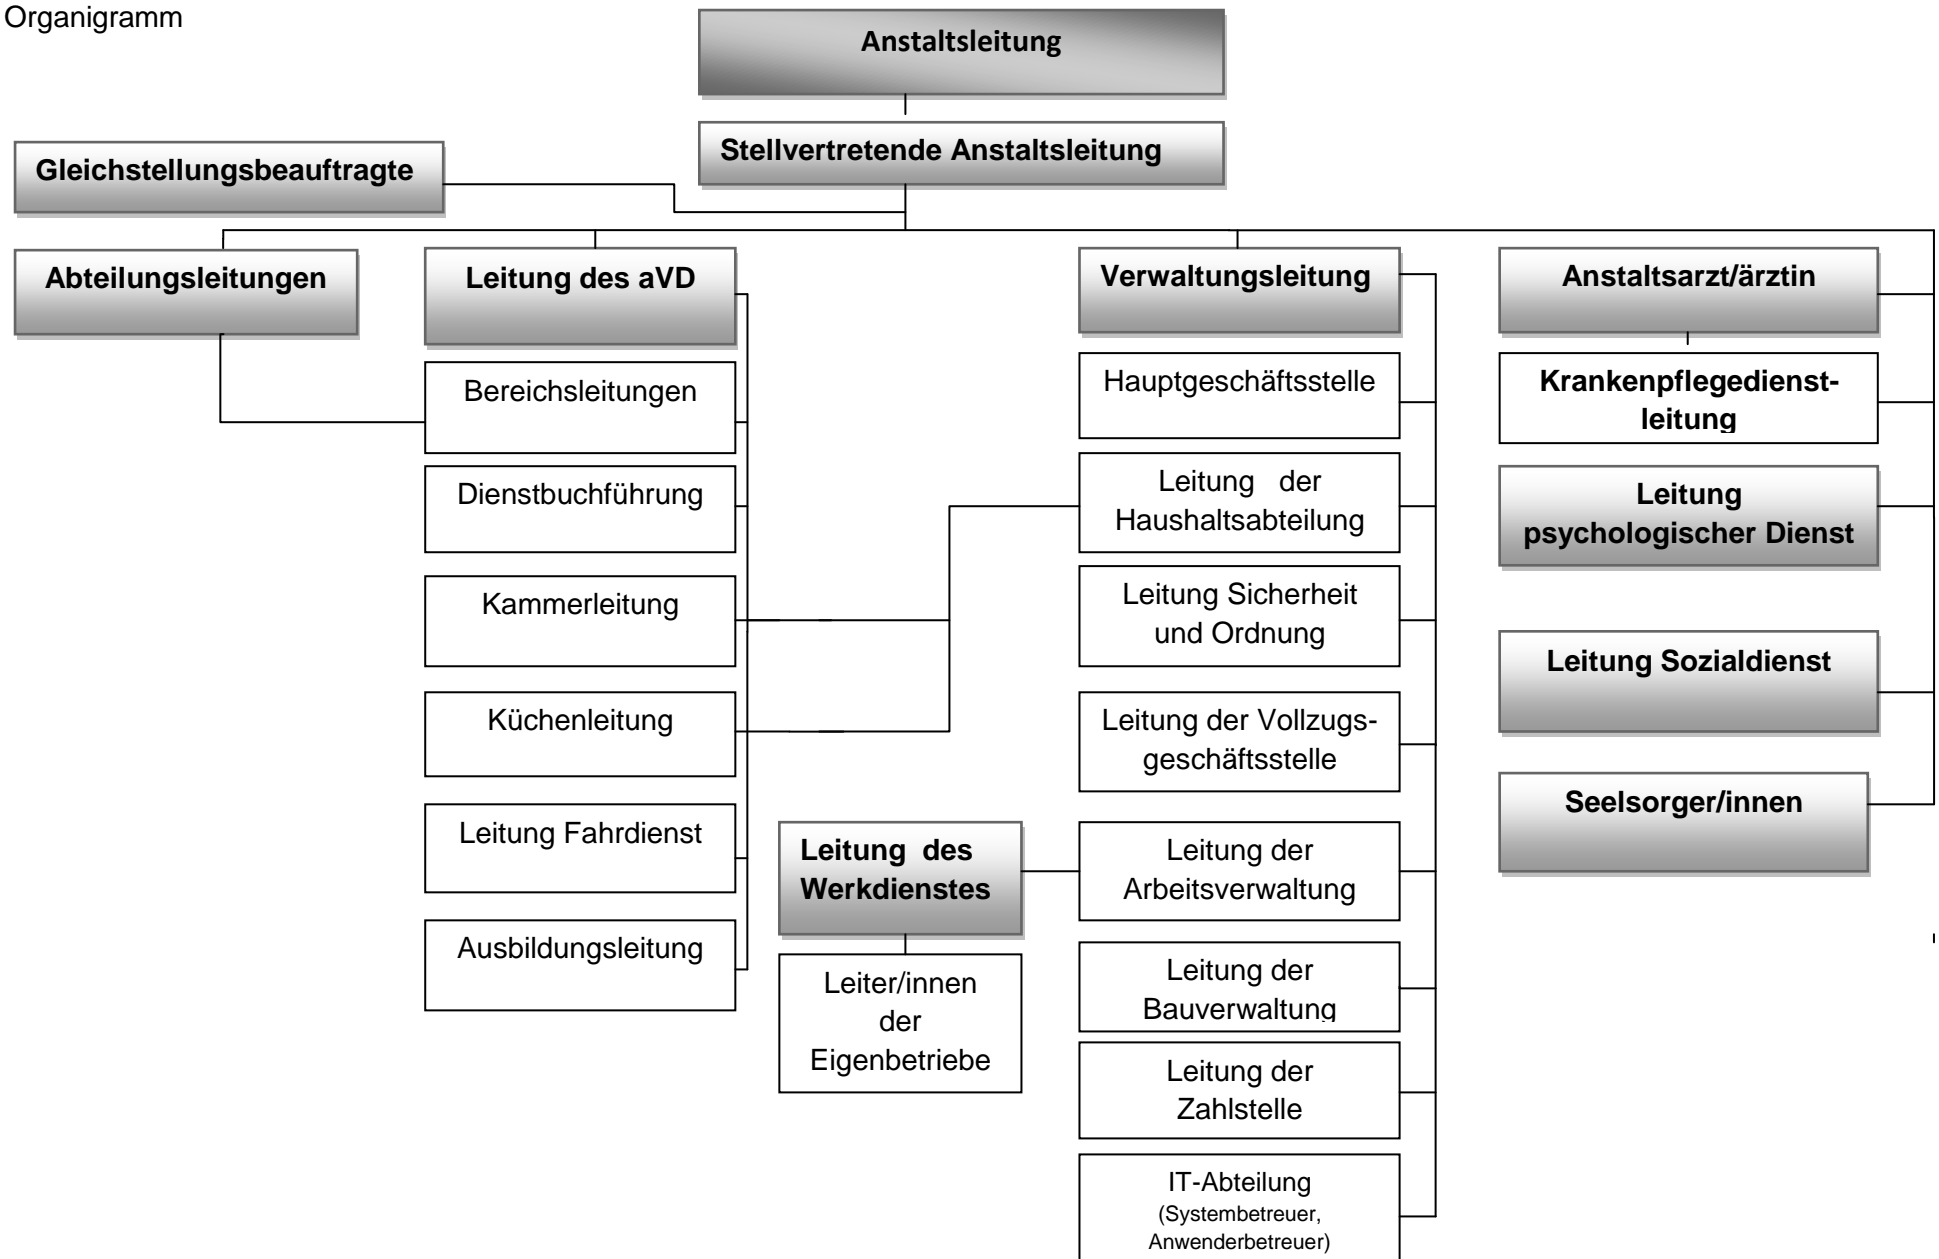 Organigramm
Anstaltsleitung
Stellvertretende Anstaltsleitung
Gleichstellungsbeauftragte
Abteilungsleitungen
Leitung des aVD
Bereichsleitungen
Dienstbuchführung
Kammerleitung
Küchenleitung
Leitung Fahrdienst
Ausbildungsleitung
Leitung des
Werkdienstes
Leiter/innen
der
Eigenbetriebe
Verwaltungsleitung
Hauptgeschäftsstelle
Leitung der
Haushaltsabteilung
Leitung Sicherheit
und Ordnung
Leitung der Vollzugs-
geschäftsstelle
Leitung der
Arbeitsverwaltung
Leitung der
Bauverwaltung
Leitung der
Zahlstelle
IT-Abteilung
(Systembetreuer,
Anwenderbetreuer)
Anstaltsarzt/ärztin
Krankenpflegedienst-
leitung
Leitung
psychologischer Dienst
Leitung Sozialdienst
Seelsorger/innen